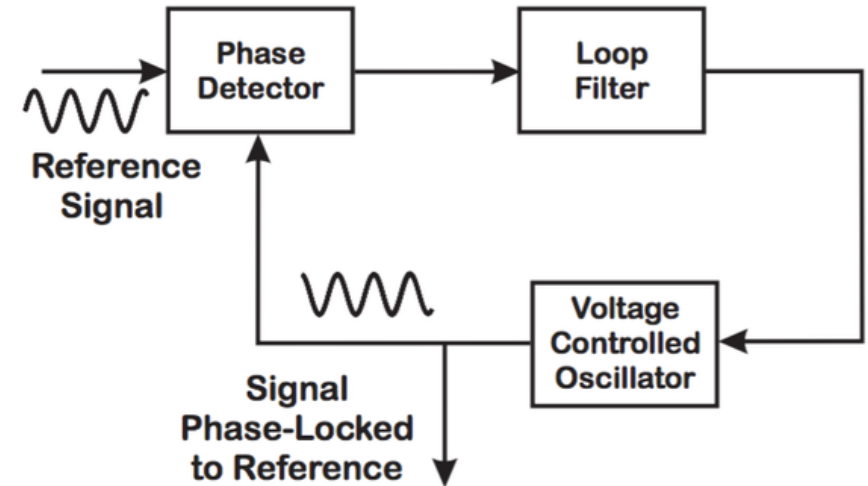 Phase
Detector
Loop
Filter
Reference
Signal
Voltage
Controlled
Oscillator
Signal
Phase-Locked
to Reference